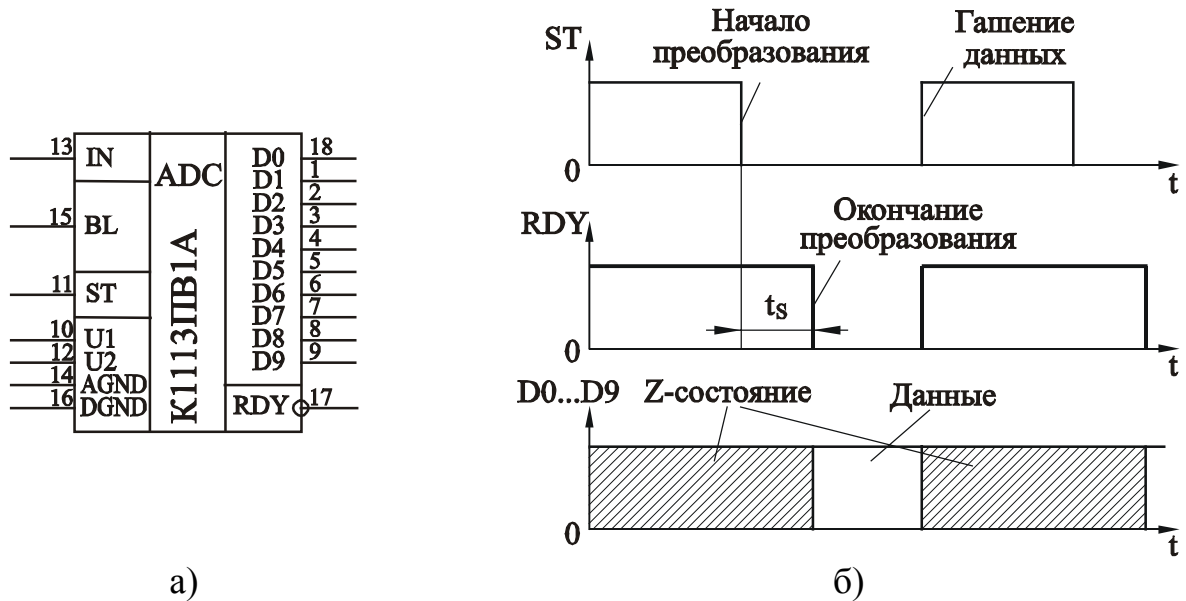 13
IN
15
BL
11
ST
10
U1
12
U2
14
AGND
16
DGND
ADC
К1113ПВ1А
D0
18
D1
1
D2
2
D3
3
D4
4
D5
5
D6
6
D7
7
D8
8
D9
9
RDY
17
а)
ST
Начало
преобразования
Гашение
данных
0
t
RDY
Окончание
преобразования
ts
0
t
D0...D9
Z-состояние
Данные
0
t
б)